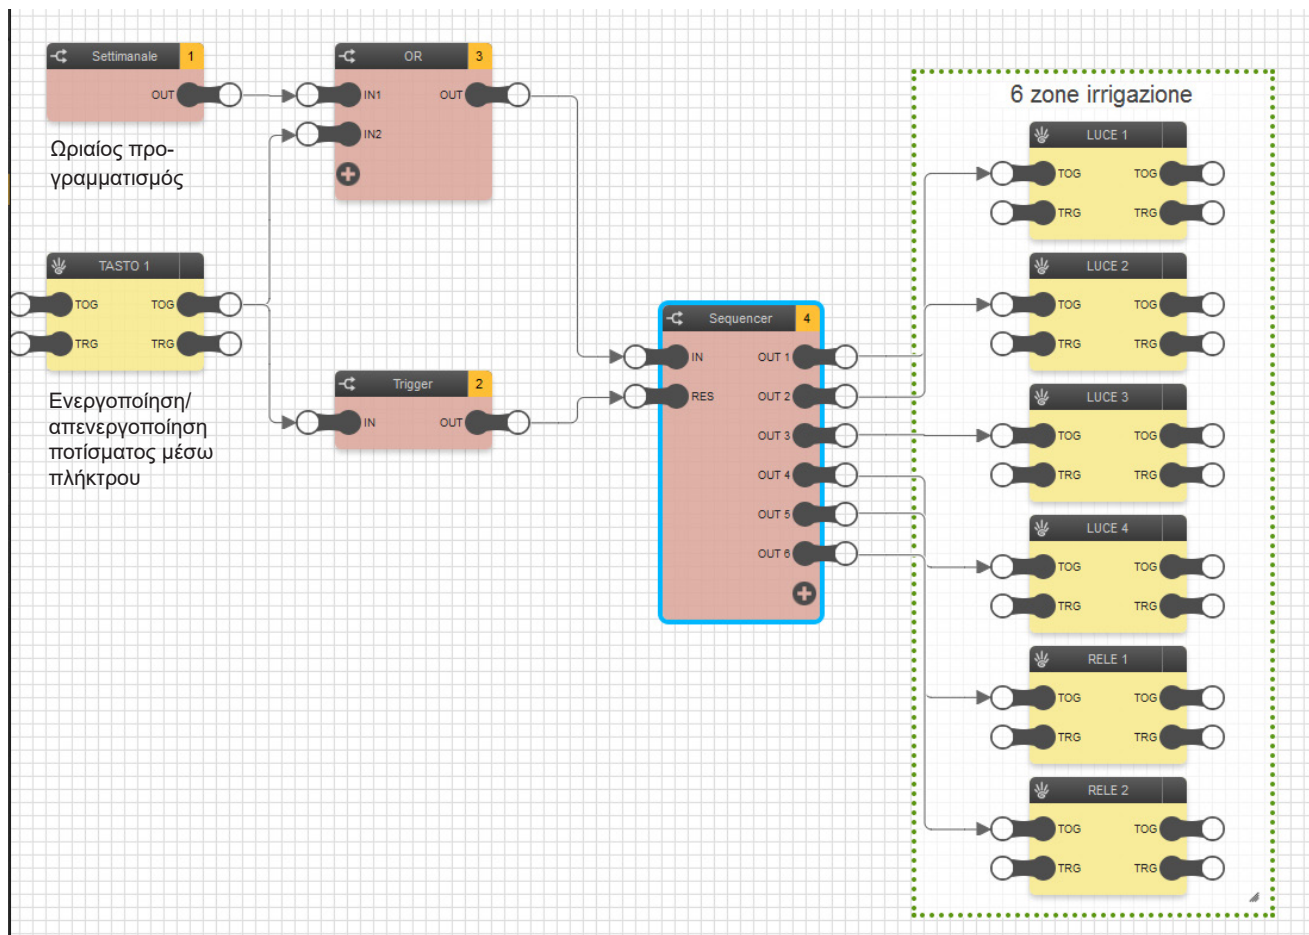 Settimanale 1
OUT
Ωριαίος προ-
γραμματισμός
OR 3
IN1 OUT
IN2
TASTO 1
TOG TOG
TRG TRG
Ενεργοποίηση/
απενεργοποίηση
ποτίσματος μέσω
πλήκτρου
Trigger 2
IN OUT
Sequencer 4
IN OUT 1
RES OUT 2
OUT 3
OUT 4
OUT 5
OUT 6
6 zone irrigazione
LUCE 1
TOG TOG
TRG TRG
LUCE 2
TOG TOG
TRG TRG
LUCE 3
TOG TOG
TRG TRG
LUCE 4
TOG TOG
TRG TRG
RELE 1
TOG TOG
TRG TRG
RELE 2
TOG TOG
TRG TRG